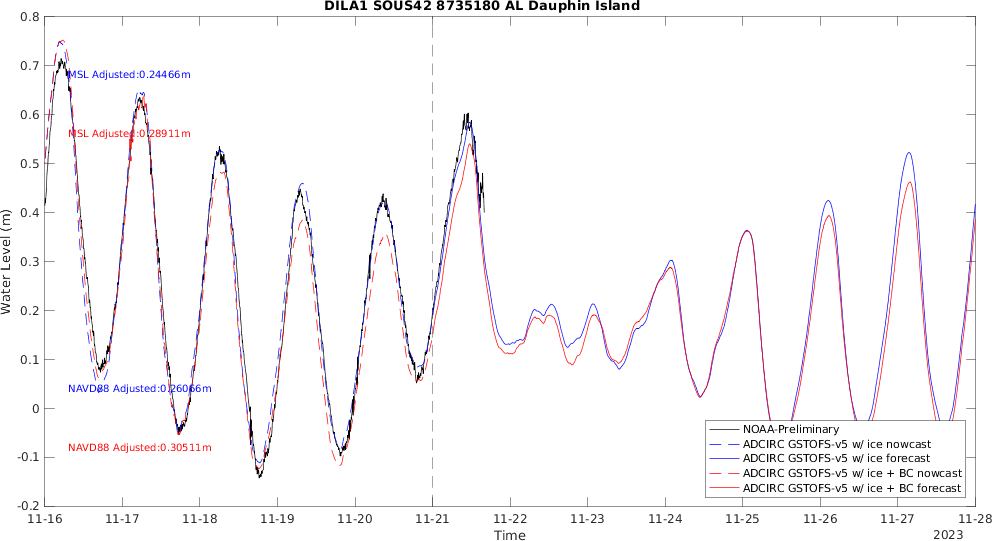 DILA1 SOUS42 8735180 AL Dauphin Island
0.8
0.7
0.6
0.5
0.4
0.3
0.2
0.1
0
-0.1
-0.2
Water Level (m)
MSL Adjusted:0.24466m
MSL Adjusted:0.28911m
NAVD88 Adjusted:0.26066m
NAVD88 Adjusted:0.30511m
NOAA-Preliminary
ADCIRC GSTOFS-v5 w/ ice nowcast
ADCIRC GSTOFS-v5 w/ ice forecast
ADCIRC GSTOFS-v5 w/ ice + BC nowcast
ADCIRC GSTOFS-v5 w/ ice + BC forecast
11-16 11-17 11-18 11-19 11-20 11-21 11-22 11-23 11-24 11-25 11-26 11-27 11-28
Time
2023